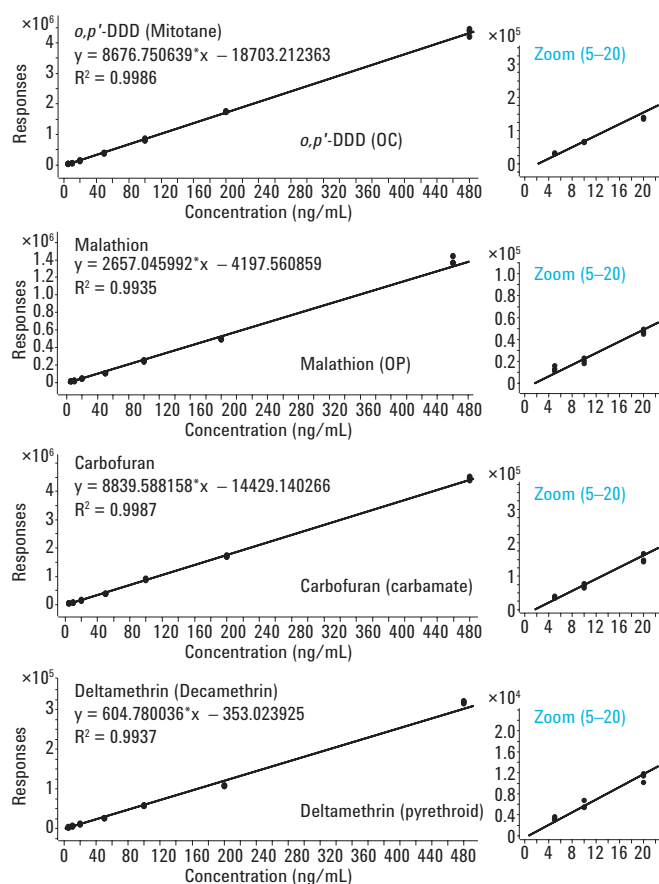 ×10⁶
o,p'-DDD (Mitotane)
y = 8676.750639*x − 18703.212363
R² = 0.9986
Responses
4
3
2
1
0
o,p'-DDD (OC)
0 40 80 120 160 200 240 280 320 360 400 440 480
Concentration (ng/mL)
×10⁵
Zoom (5–20)
3
2
1
0
0 4 8 12 16 20
×10⁶
Malathion
y = 2657.045992*x − 4197.560859
R² = 0.9935
Responses
1.4
1.2
1.0
0.8
0.6
0.4
0.2
0
Malathion (OP)
0 40 80 120 160 200 240 280 320 360 400 440 480
Concentration (ng/mL)
×10⁵
Zoom (5–20)
1.0
0.8
0.6
0.4
0.2
0
0 4 8 12 16 20
×10⁶
Carbofuran
y = 8839.588158*x − 14429.140266
R² = 0.9987
Responses
4
3
2
1
0
Carbofuran (carbamate)
0 40 80 120 160 200 240 280 320 360 400 440 480
Concentration (ng/mL)
×10⁵
Zoom (5–20)
3
2
1
0
0 4 8 12 16 20
×10⁵
Deltamethrin (Decamethrin)
y = 604.780036*x − 353.023925
R² = 0.9937
Responses
3
2
1
0
Deltamethrin (pyrethroid)
0 40 80 120 160 200 240 280 320 360 400 440 480
Concentration (ng/mL)
×10⁴
Zoom (5–20)
2.4
2.0
1.6
1.2
0.8
0.4
0
0 4 8 12 16 20